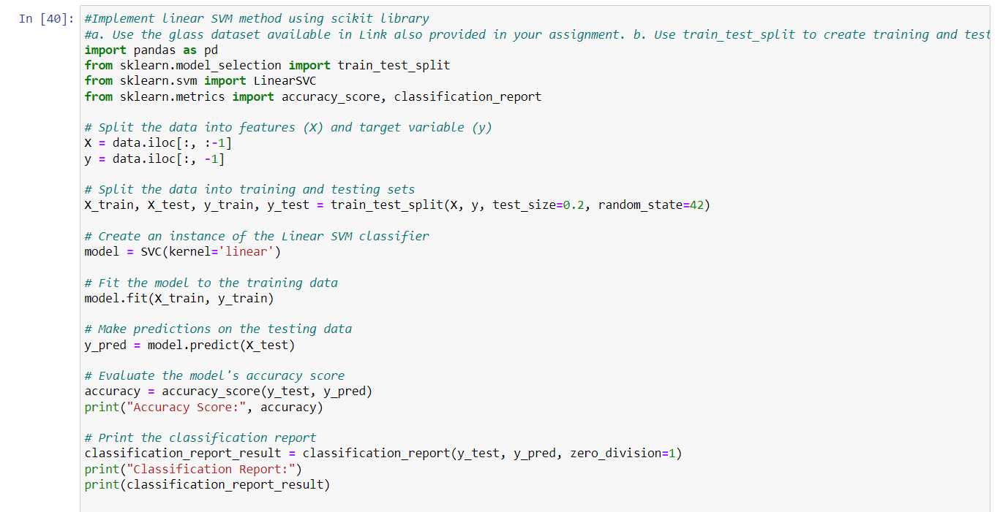 In [40]: #Implement linear SVM method using scikit library
#a. Use the glass dataset available in Link also provided in your assignment. b. Use train_test_split to create training and test
import pandas as pd
from sklearn.model_selection import train_test_split
from sklearn.svm import LinearSVC
from sklearn.metrics import accuracy_score, classification_report
# Split the data into features (X) and target variable (y)
X = data.iloc[:, :-1]
y = data.iloc[:, -1]
# Split the data into training and testing sets
X_train, X_test, y_train, y_test = train_test_split(X, y, test_size=0.2, random_state=42)
# Create an instance of the Linear SVM classifier
model = SVC(kernel='linear')
# Fit the model to the training data
model.fit(X_train, y_train)
# Make predictions on the testing data
y_pred = model.predict(X_test)
# Evaluate the model's accuracy score
accuracy = accuracy_score(y_test, y_pred)
print("Accuracy Score:", accuracy)
# Print the classification report
classification_report_result = classification_report(y_test, y_pred, zero_division=1)
print("Classification Report:")
print(classification_report_result)